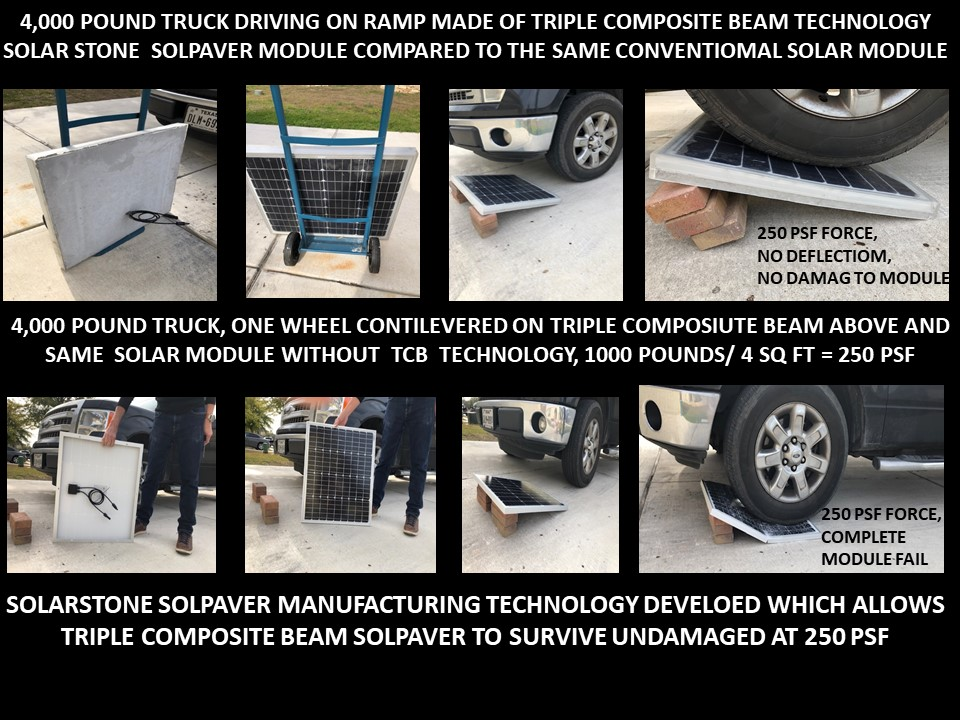 4,000 POUND TRUCK DRIVING ON RAMP MADE OF TRIPLE COMPOSITE BEAM TECHNOLOGY
SOLAR STONE SOLPAVER MODULE COMPARED TO THE SAME CONVENTIOMAL SOLAR MODULE
TEXAS
250 PSF FORCE,
NO DEFLECTIOM,
NO DAMAG TO MODULE
4,000 POUND TRUCK, ONE WHEEL CONTILEVERED ON TRIPLE COMPOSIUTE BEAM ABOVE AND
SAME SOLAR MODULE WITHOUT TCB TECHNOLOGY, 1000 POUNDS/ 4 SQ FT = 250 PSF
250 PSF FORCE,
COMPLETE
MODULE FAIL
SOLARSTONE SOLPAVER MANUFACTURING TECHNOLOGY DEVELOED WHICH ALLOWS
TRIPLE COMPOSITE BEAM SOLPAVER TO SURVIVE UNDAMAGED AT 250 PSF